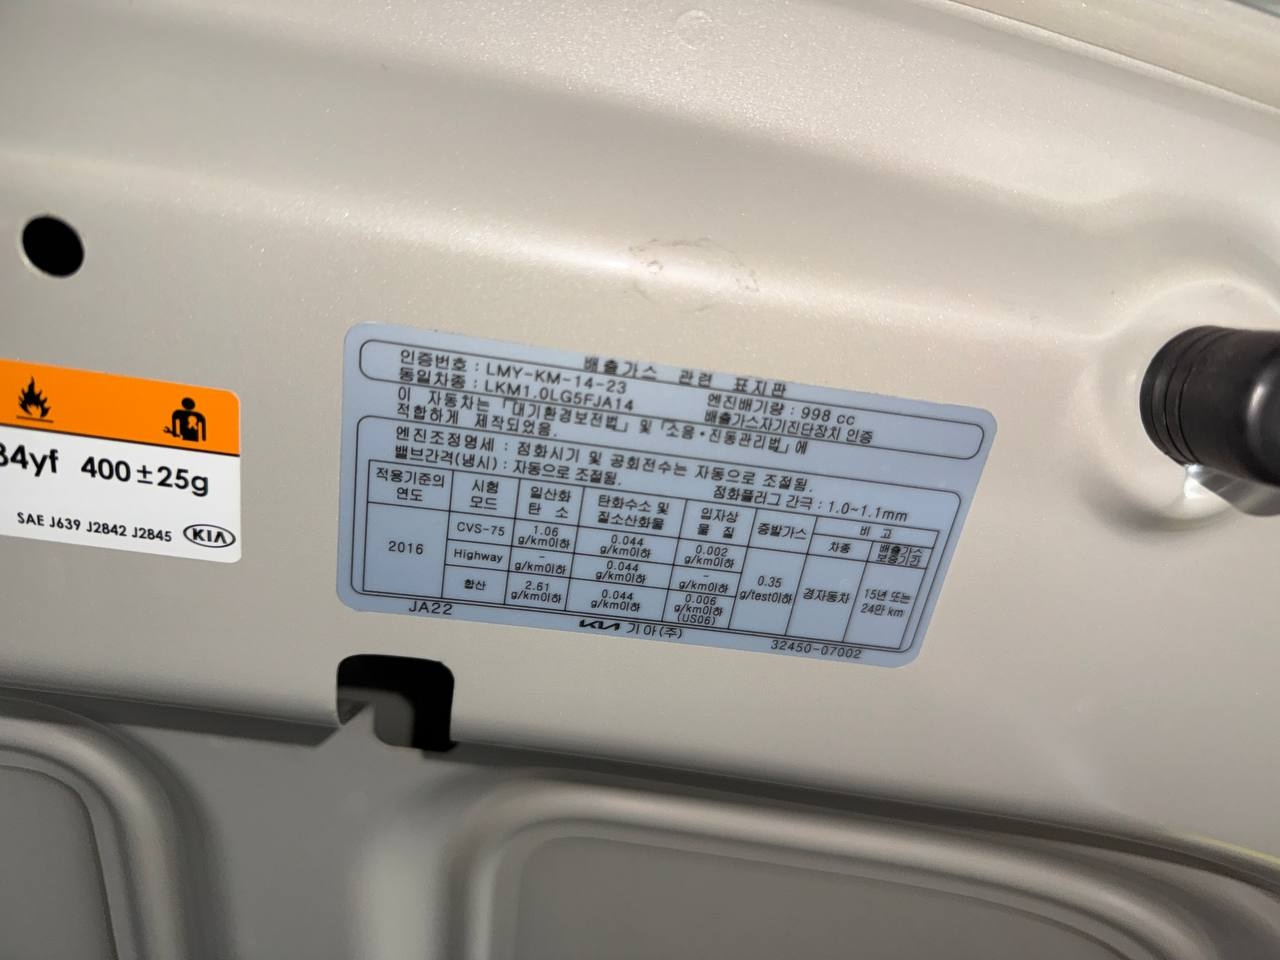 34yf 400±25g
SAE J639 J2842 J2845 KIA
배출가스 관련 표지판
인증번호 : LMY-KM-14-23
엔진배기량 : 998 cc
동일차종 : LKM1.0LG5FJA14
배출가스자기진단장치 인증
이 자동차는 「대기환경보전법」 및 「소음·진동관리법」에
적합하게 제작되었음.
엔진조정명세 : 점화시기 및 공회전수는 자동으로 조절됨.
밸브간격(냉시) : 자동으로 조절됨.
점화플러그 간극 : 1.0~1.1mm
적용기준의 연도 시험 모드 일산화 탄소 탄화수소 및 질소산화물 입자상 물질 증발가스 비고
차종 배출가스 보증기간
2016
CVS-75 1.06 g/km이하 0.044 g/km이하 0.002 g/km이하
Highway - g/km이하 0.044 g/km이하 - g/km이하
합산 2.61 g/km이하 0.044 g/km이하 0.006 g/km이하 (US06)
0.35 g/test이하
경자동차
15년 또는 24만 km
JA22
KIA 기아(주)
32450-07002